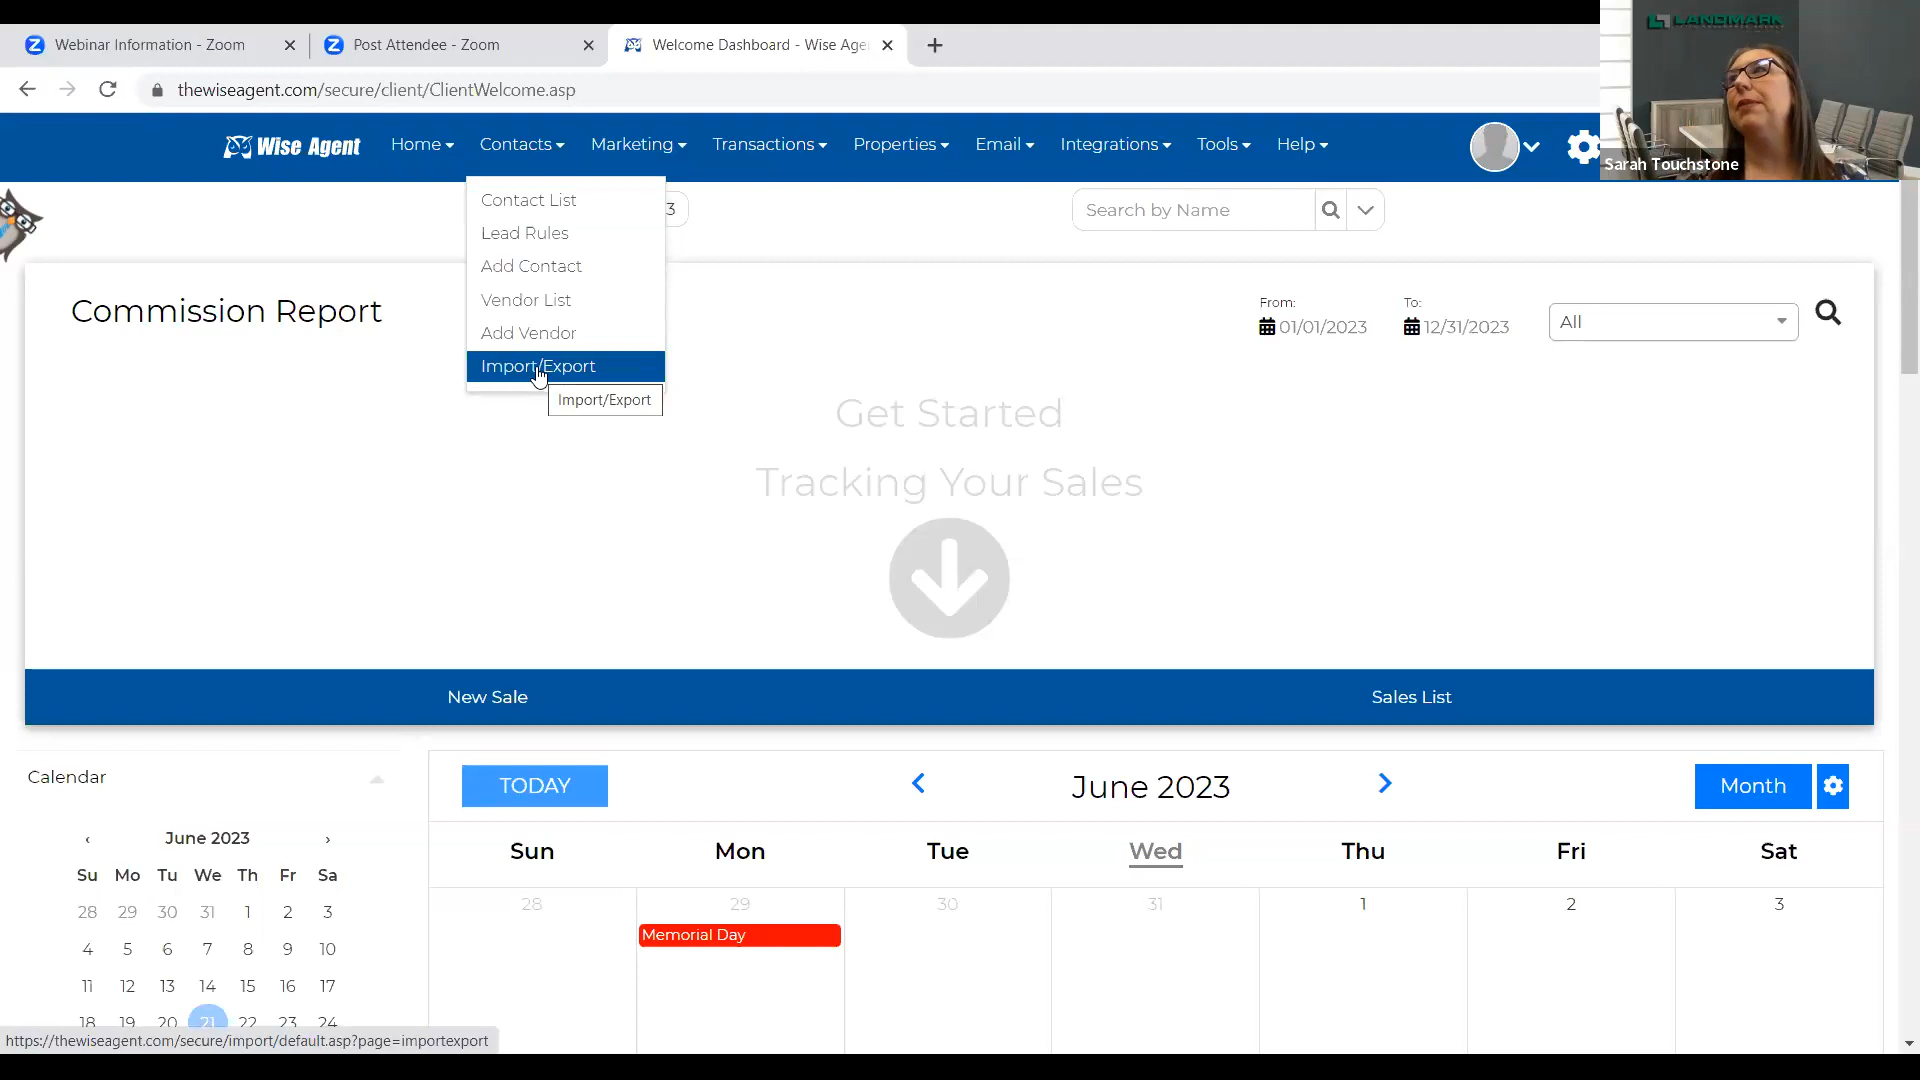 Webinar Information - Zoom
Post Attendee - Zoom
Welcome Dashboard - Wise Age
thewiseagent.com/secure/client/ClientWelcome.asp
LANDMARK
Sarah Touchstone
Wise Agent
Home
Contacts
Marketing
Transactions
Properties
Email
Integrations
Tools
Help
Contact List
Lead Rules
Add Contact
Vendor List
Add Vendor
Import/Export
Import/Export
3
Search by Name
Commission Report
From:
01/01/2023
To:
12/31/2023
All
Get Started
Tracking Your Sales
New Sale
Sales List
Calendar
‹ June 2023 ›
Su Mo Tu We Th Fr Sa
28 29 30 31 1 2 3
4 5 6 7 8 9 10
11 12 13 14 15 16 17
18 19 20 21 22 23 24
TODAY
June 2023
Month
Sun Mon Tue Wed Thu Fri Sat
28 29 30 31 1 2 3
Memorial Day
https://thewiseagent.com/secure/import/default.asp?page=importexport